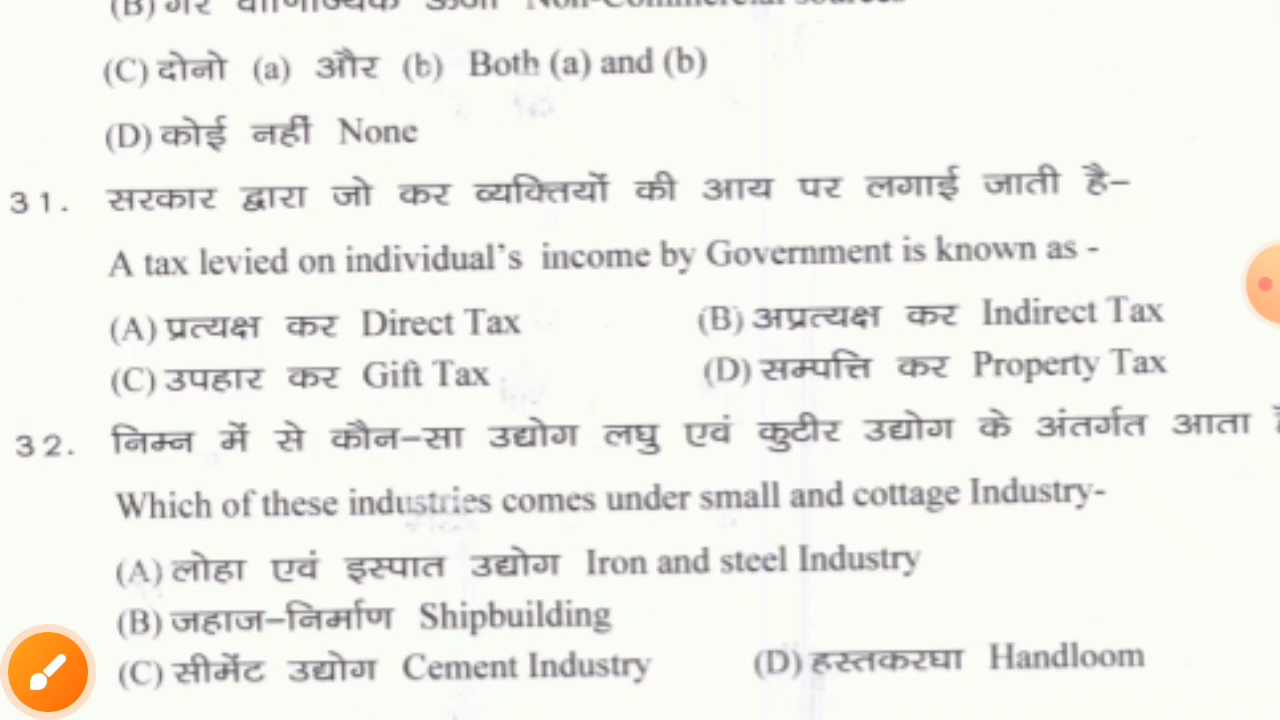 (C) दोनो (a) और (b) Both (a) and (b)
(D) कोई नहीं None
31. सरकार द्वारा जो कर व्यक्तियों की आय पर लगाई जाती है–
A tax levied on individual's income by Government is known as -
(A) प्रत्यक्ष कर Direct Tax (B) अप्रत्यक्ष कर Indirect Tax
(C) उपहार कर Gift Tax (D) सम्पत्ति कर Property Tax
32. निम्न में से कौन–सा उद्योग लघु एवं कुटीर उद्योग के अंतर्गत आता
Which of these industries comes under small and cottage Industry-
(A) लोहा एवं इस्पात उद्योग Iron and steel Industry
(B) जहाज–निर्माण Shipbuilding
(C) सीमेंट उद्योग Cement Industry (D) हस्तकरघा Handloom